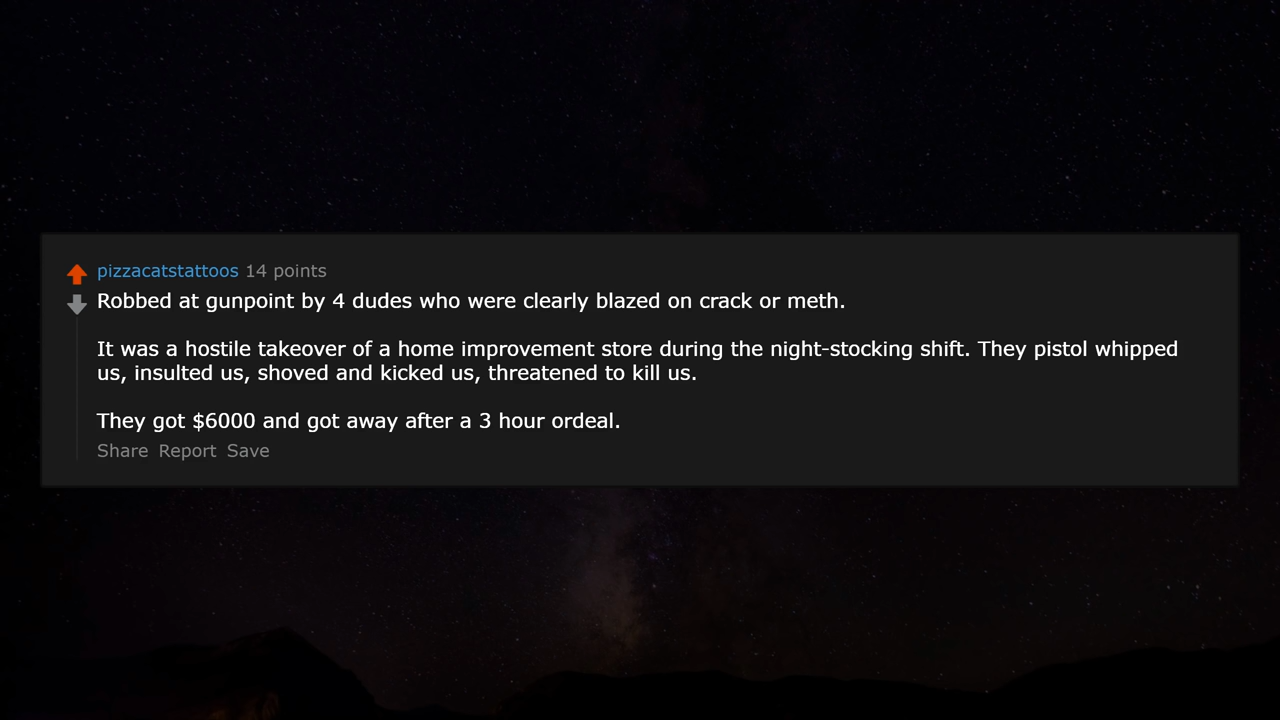 pizzacatstattoos 14 points
Robbed at gunpoint by 4 dudes who were clearly blazed on crack or meth.
It was a hostile takeover of a home improvement store during the night-stocking shift. They pistol whipped
us, insulted us, shoved and kicked us, threatened to kill us.
They got $6000 and got away after a 3 hour ordeal.
Share Report Save